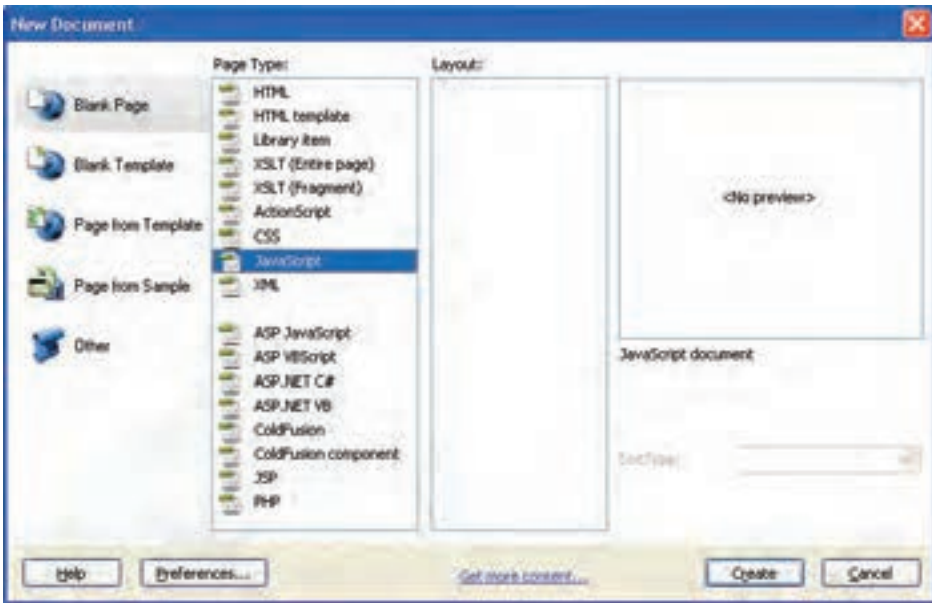 New Document
Blank Page
Blank Template
Page from Template
Page from Sample
Other
Page Type:
HTML
HTML template
Library item
XSLT (Entire page)
XSLT (Fragment)
ActionScript
CSS
JavaScript
XML
ASP JavaScript
ASP VBScript
ASP.NET C#
ASP.NET VB
ColdFusion
ColdFusion component
JSP
PHP
Layout:
<No preview>
JavaScript document
DocType:
Help
Preferences...
Get more content...
Create
Cancel